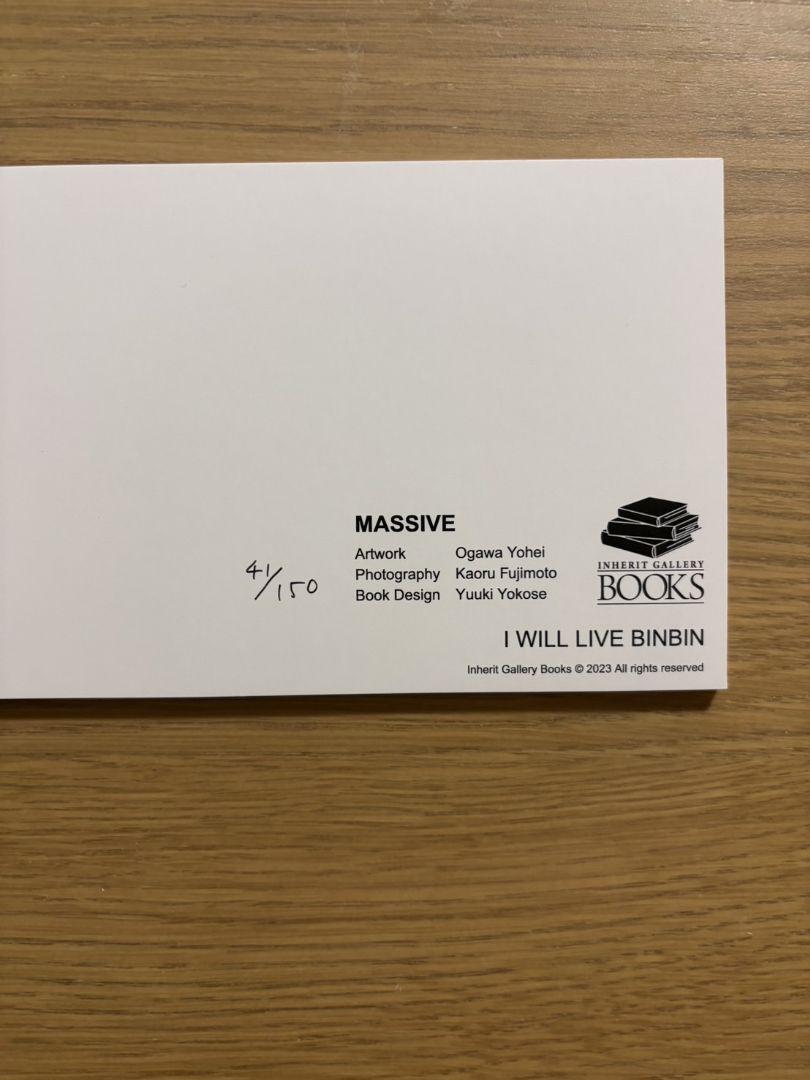 41/150
MASSIVE
Artwork Ogawa Yohei
Photography Kaoru Fujimoto
Book Design Yuuki Yokose
INHERIT GALLERY
BOOKS
I WILL LIVE BINBIN
Inherit Gallery Books © 2023 All rights reserved